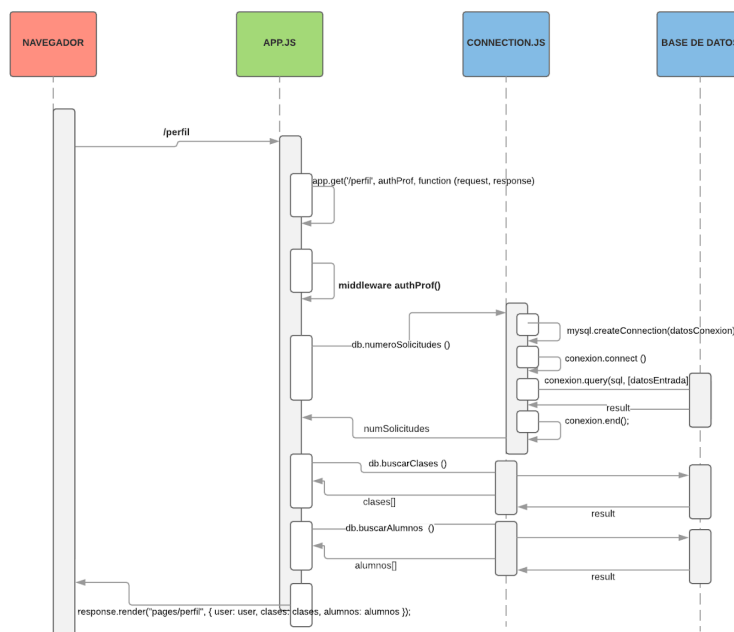 NAVEGADOR
APP.JS
CONNECTION.JS
BASE DE DATOS
/perfil
app.get('/perfil', authProf, function (request, response)
middleware authProf()
mysql.createConnection(datosConexion)
db.numeroSolicitudes ()
conexion.connect ()
conexion.query(sql, [datosEntrada]
result
conexion.end();
numSolicitudes
db.buscarClases ()
clases[]
result
db.buscarAlumnos ()
alumnos[]
result
response.render("pages/perfil", { user: user, clases: clases, alumnos: alumnos });